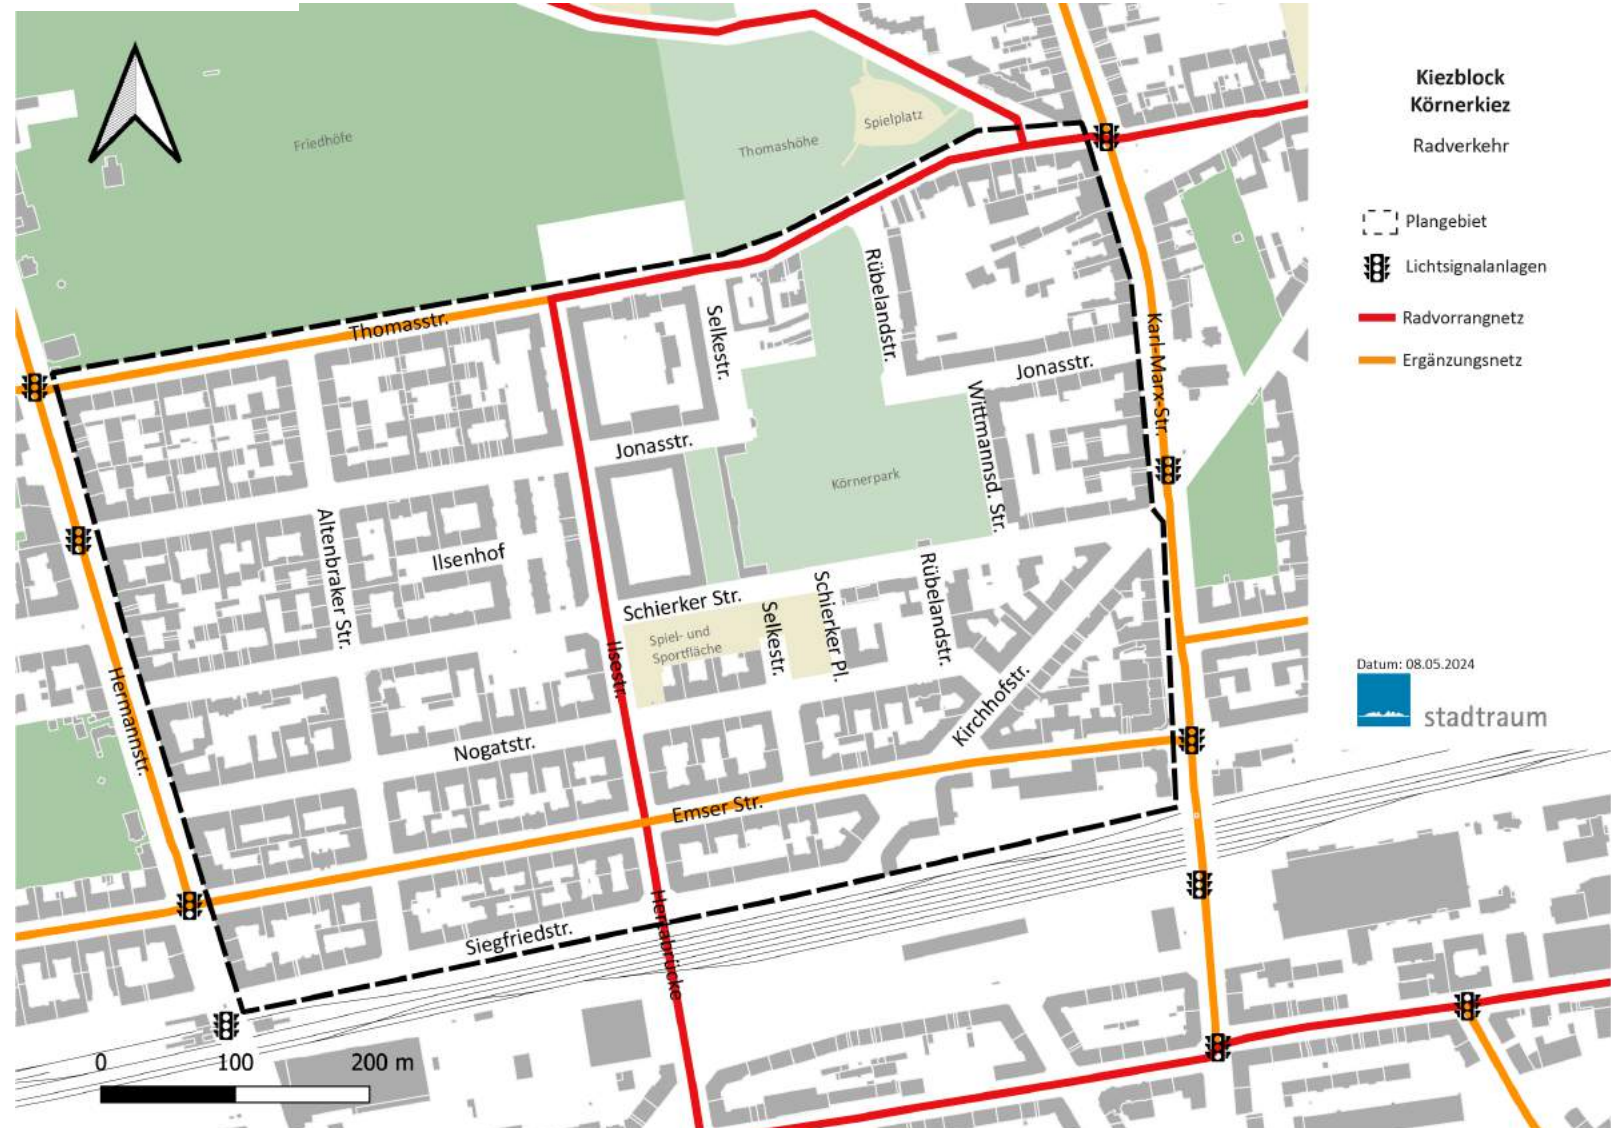 Kiezblock
Körnerkiez
Radverkehr
Plangebiet
Lichtsignalanlagen
Radvorrangnetz
Ergänzungsnetz
Datum: 08.05.2024
stadtraum
Friedhöfe
Thomashöhe
Spielplatz
Thomasstr.
Selkestr.
Rübelandstr.
Jonasstr.
Karl-Marx-Str.
Wittmannsd. Str.
Jonasstr.
Körnerpark
Altenbraker Str.
Ilsenhof
Schierker Str.
Spiel- und
Sportfläche
Selkestr.
Schierker Pl.
Rübelandstr.
Ilsestr.
Kirchhofstr.
Hermannstr.
Nogatstr.
Emser Str.
Siegfriedstr.
Hertabrücke
0 100 200 m